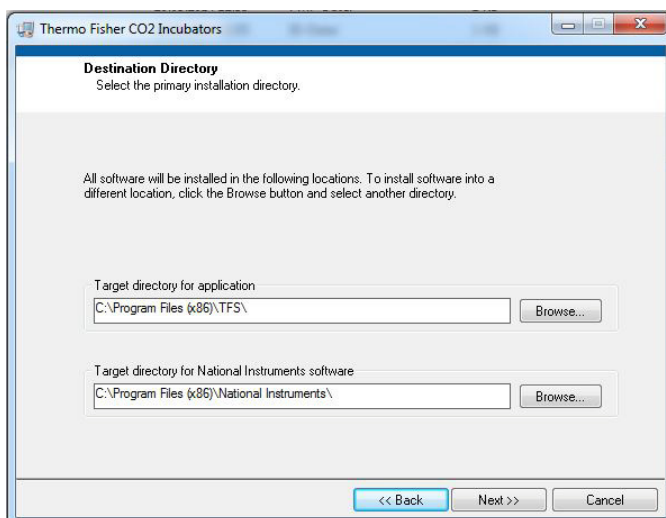 Thermo Fisher CO2 Incubators
Destination Directory
Select the primary installation directory.
All software will be installed in the following locations. To install software into a
different location, click the Browse button and select another directory.
Target directory for application
C:\Program Files (x86)\TFS\
Browse...
Target directory for National Instruments software
C:\Program Files (x86)\National Instruments\
Browse...
<< Back
Next >>
Cancel